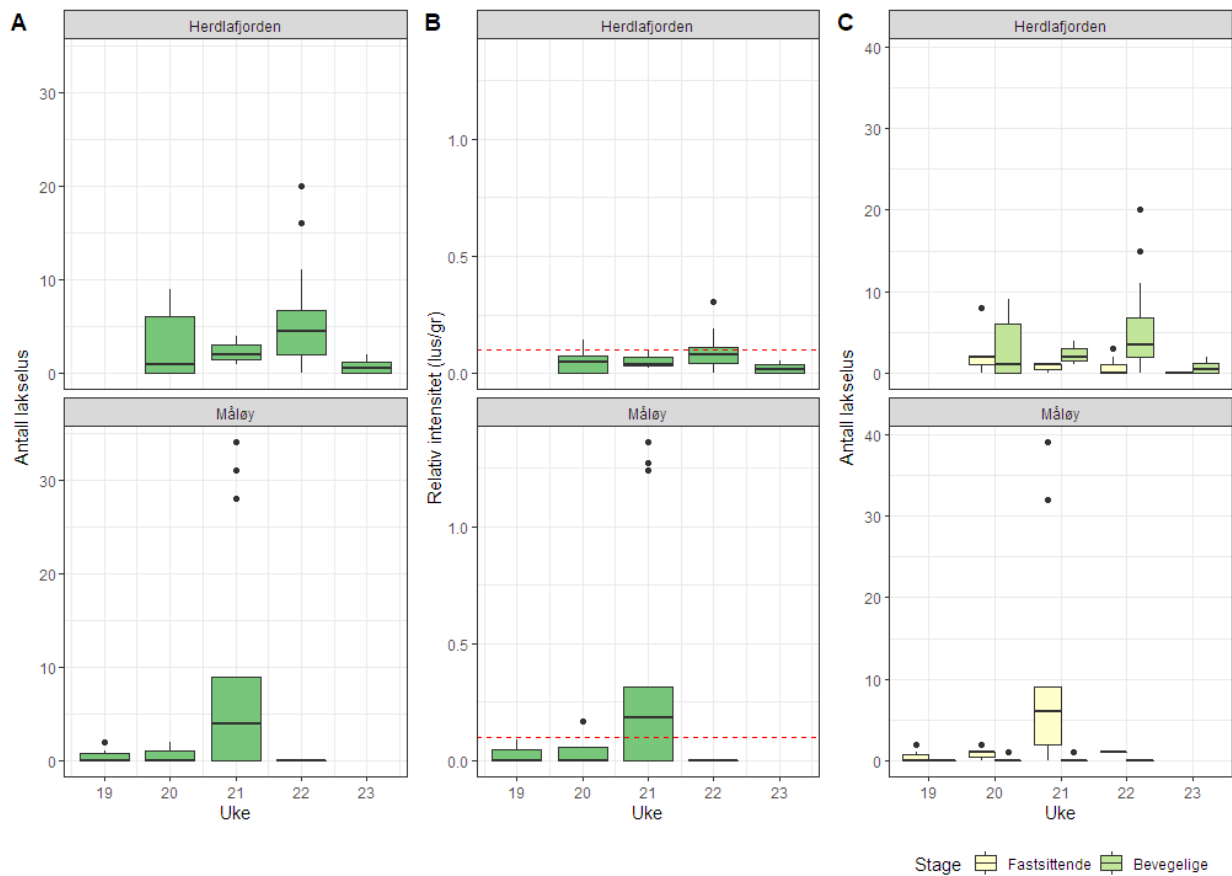 A
Herdlafjorden
30
20
10
0
Måløy
30
20
10
0
19 20 21 22 23
Uke
Antall lakselus
B
Herdlafjorden
1.0
0.5
0.0
Måløy
1.0
0.5
0.0
19 20 21 22 23
Uke
Relativ intensitet (lus/gr)
C
Herdlafjorden
40
30
20
10
0
Måløy
40
30
20
10
0
19 20 21 22 23
Uke
Antall lakselus
Stage Fastsittende Bevegelige